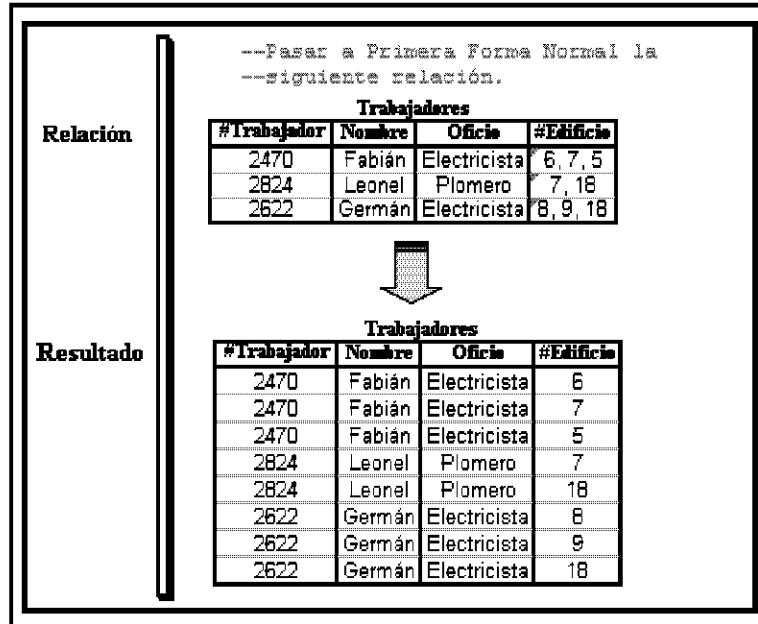 --Pasar a Primera Forma Normal la
--siguiente relación.
Relación
Trabajadores
#Trabajador Nombre Oficio #Edificio
2470 Fabián Electricista 6, 7, 5
2824 Leonel Plomero 7, 18
2622 Germán Electricista 8, 9, 18
Resultado
Trabajadores
#Trabajador Nombre Oficio #Edificio
2470 Fabián Electricista 6
2470 Fabián Electricista 7
2470 Fabián Electricista 5
2824 Leonel Plomero 7
2824 Leonel Plomero 18
2622 Germán Electricista 8
2622 Germán Electricista 9
2622 Germán Electricista 18